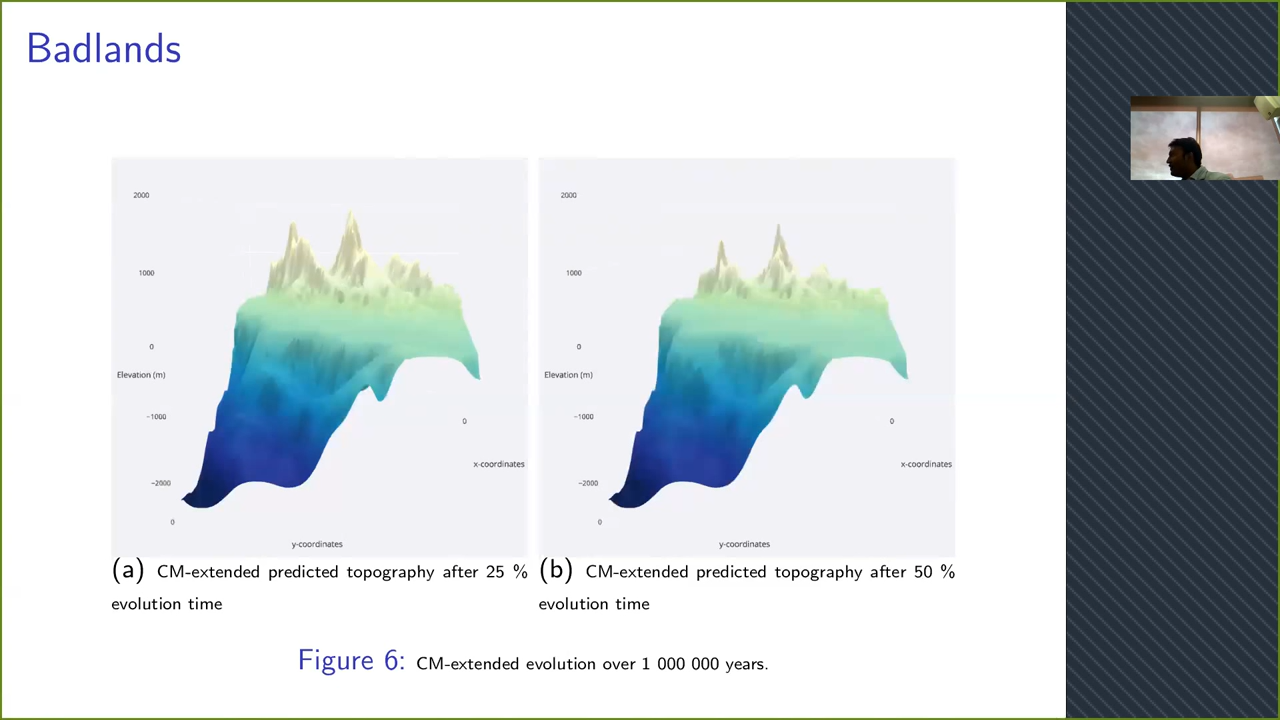 Badlands
2000
1000
0
Elevation (m)
−1000
−2000
0
0
x-coordinates
y-coordinates
2000
1000
0
Elevation (m)
−1000
−2000
0
0
x-coordinates
y-coordinates
(a) CM-extended predicted topography after 25 %
evolution time
(b) CM-extended predicted topography after 50 %
evolution time
Figure 6: CM-extended evolution over 1 000 000 years.